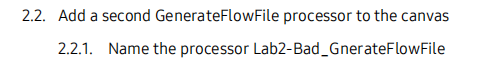 2.2. Add a second GenerateFlowFile processor to the canvas
2.2.1. Name the processor Lab2-Bad_GnerateFlowFile